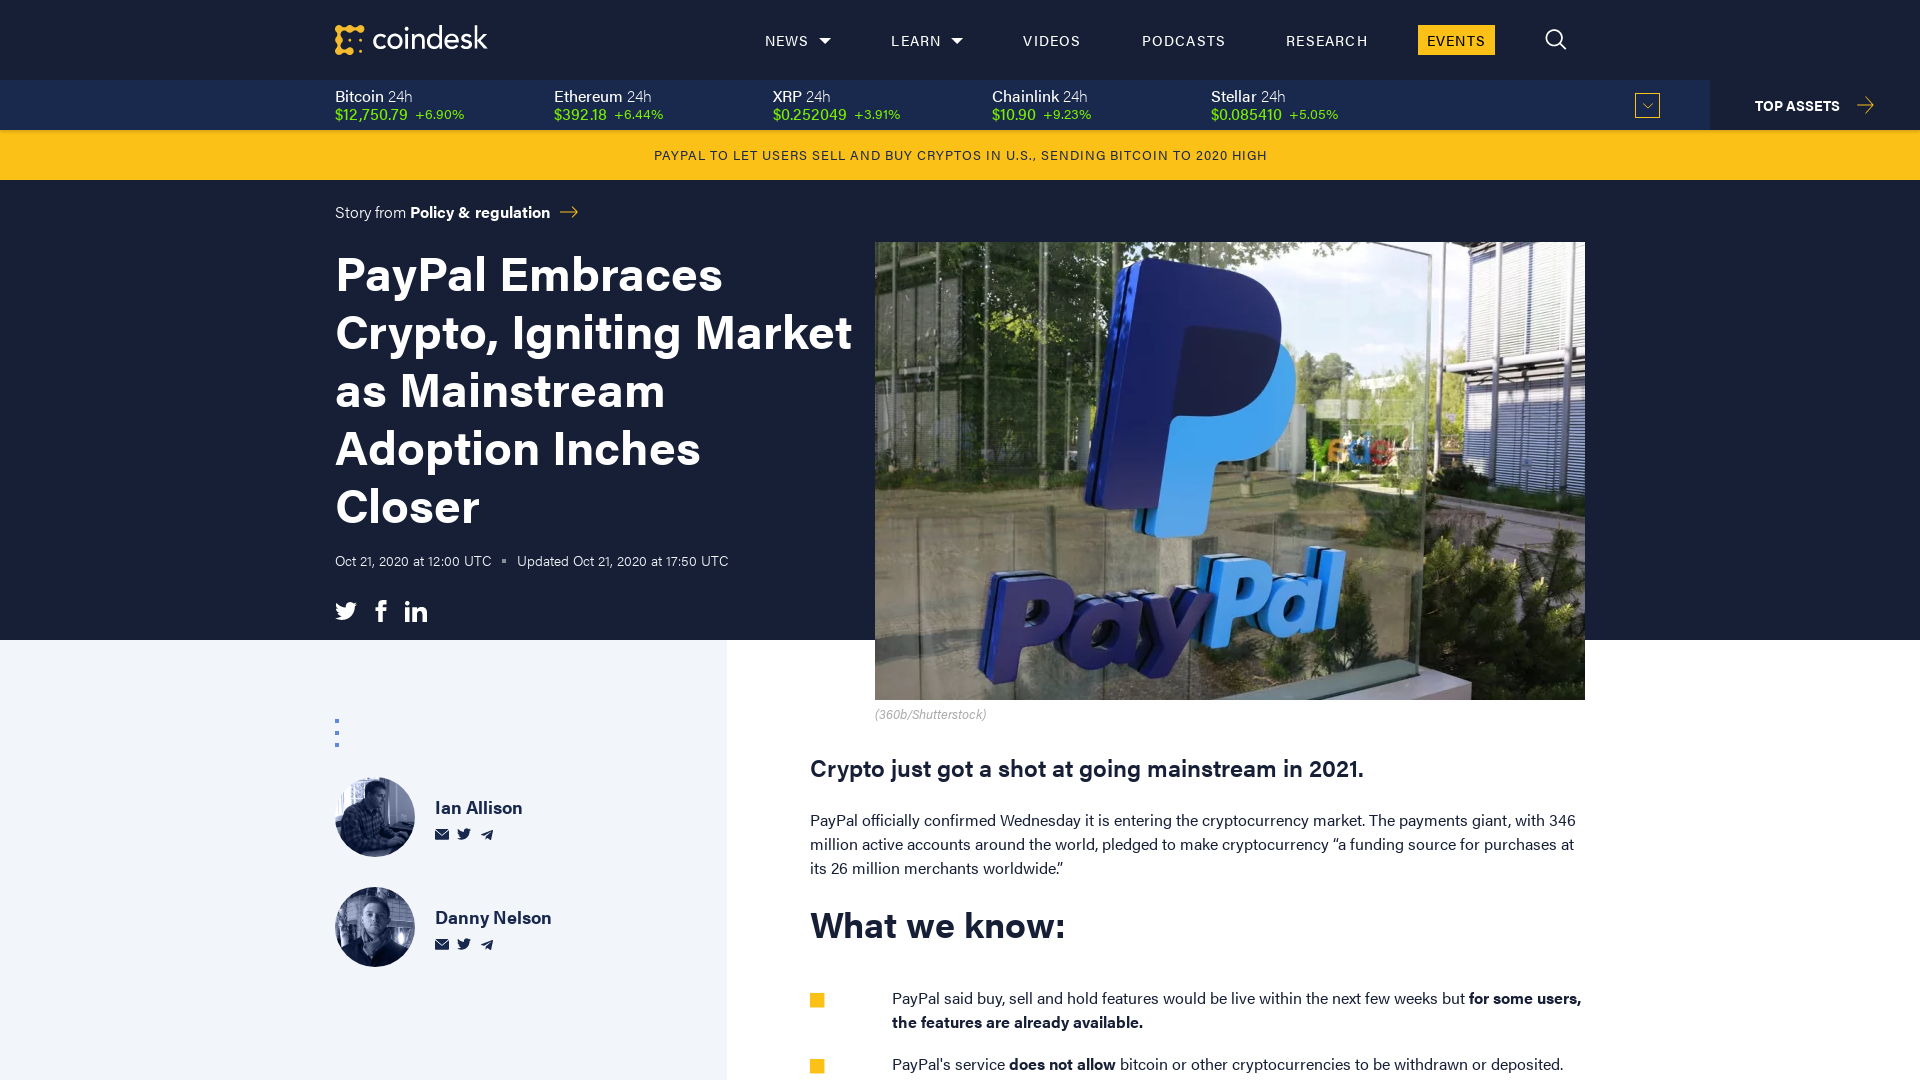 coindesk
NEWS
LEARN
VIDEOS
PODCASTS
RESEARCH
EVENTS
Bitcoin 24h
$12,750.79 +6.90%
Ethereum 24h
$392.18 +6.44%
XRP 24h
$0.252049 +3.91%
Chainlink 24h
$10.90 +9.23%
Stellar 24h
$0.085410 +5.05%
TOP ASSETS
PAYPAL TO LET USERS SELL AND BUY CRYPTOS IN U.S., SENDING BITCOIN TO 2020 HIGH
Story from Policy & regulation
PayPal Embraces
Crypto, Igniting Market
as Mainstream
Adoption Inches
Closer
Oct 21, 2020 at 12:00 UTC
Updated Oct 21, 2020 at 17:50 UTC
PayPal
(360b/Shutterstock)
Ian Allison
Danny Nelson
Crypto just got a shot at going mainstream in 2021.
PayPal officially confirmed Wednesday it is entering the cryptocurrency market. The payments giant, with 346
million active accounts around the world, pledged to make cryptocurrency “a funding source for purchases at
its 26 million merchants worldwide.”
What we know:
PayPal said buy, sell and hold features would be live within the next few weeks but for some users,
the features are already available.
PayPal's service does not allow bitcoin or other cryptocurrencies to be withdrawn or deposited.